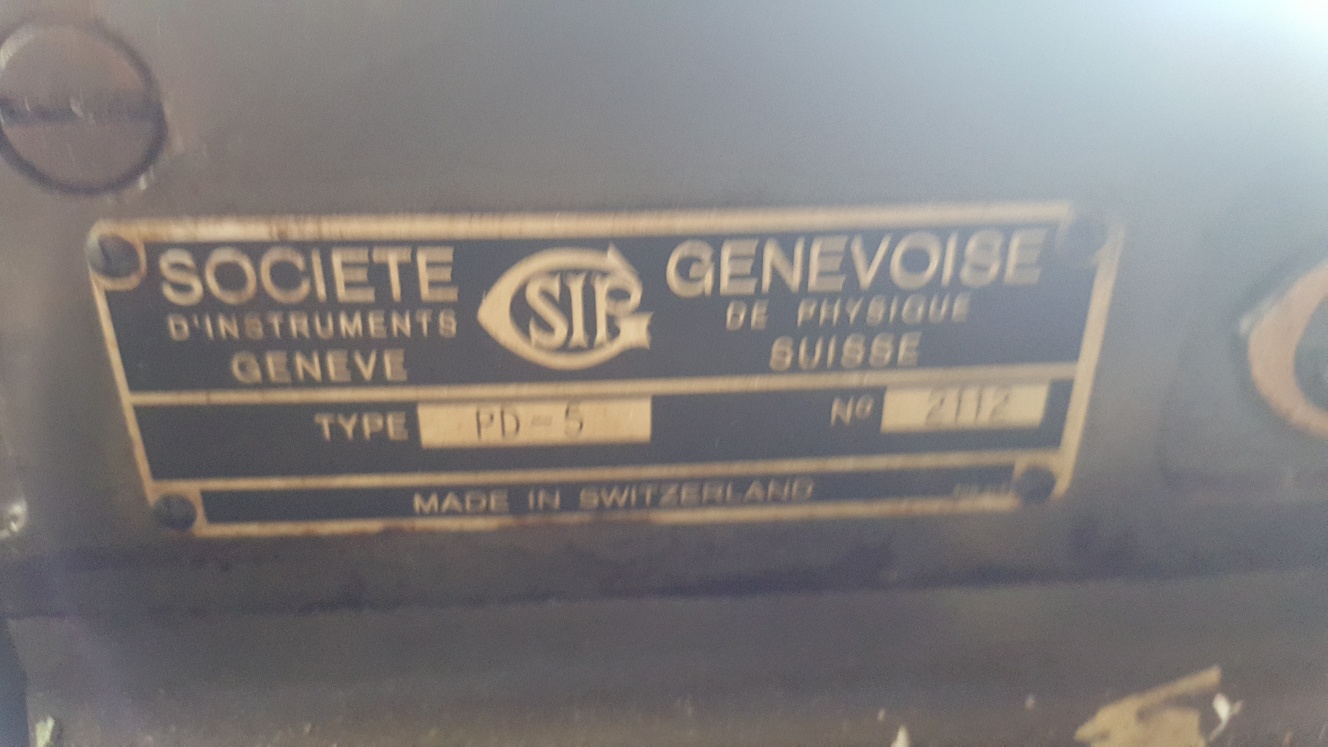 SOCIETE SIP GENEVOISE
D'INSTRUMENTS DE PHYSIQUE
GENEVE SUISSE
TYPE PD-5 Nº 2112
MADE IN SWITZERLAND